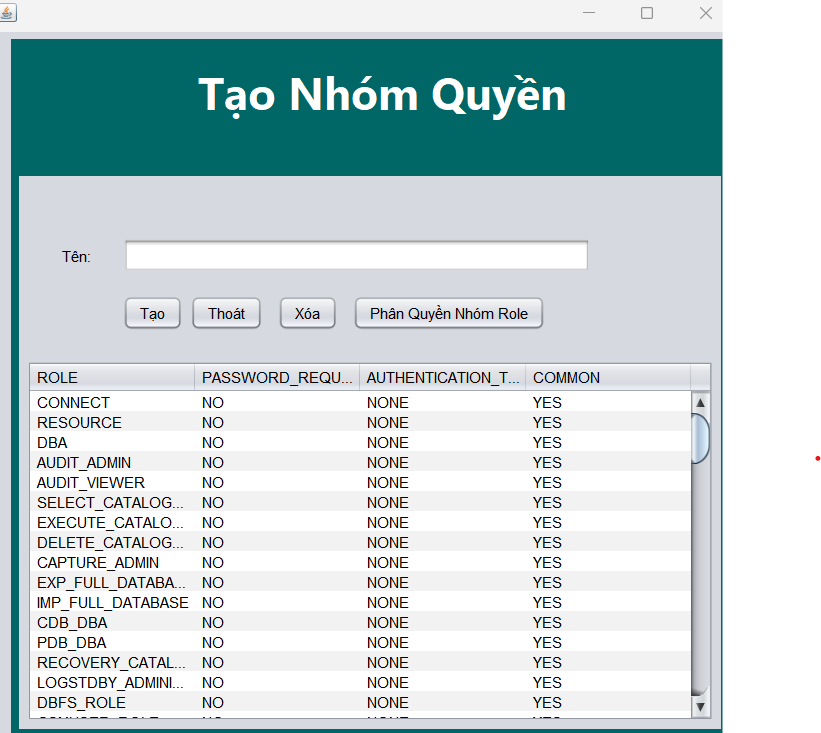 Tạo Nhóm Quyền
Tên:
Tạo Thoát Xóa Phân Quyền Nhóm Role
ROLE PASSWORD_REQU... AUTHENTICATION_T... COMMON
CONNECT NO NONE YES
RESOURCE NO NONE YES
DBA NO NONE YES
AUDIT_ADMIN NO NONE YES
AUDIT_VIEWER NO NONE YES
SELECT_CATALOG... NO NONE YES
EXECUTE_CATALO... NO NONE YES
DELETE_CATALOG... NO NONE YES
CAPTURE_ADMIN NO NONE YES
EXP_FULL_DATABA... NO NONE YES
IMP_FULL_DATABASE NO NONE YES
CDB_DBA NO NONE YES
PDB_DBA NO NONE YES
RECOVERY_CATAL... NO NONE YES
LOGSTDBY_ADMINI... NO NONE YES
DBFS_ROLE NO NONE YES